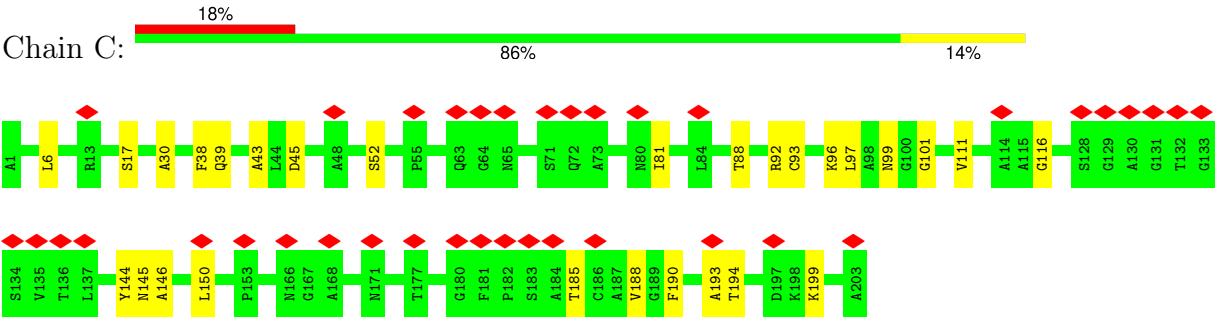 18%
Chain C:
86%
14%
A1 L6 R13 S17 A30 F38 Q39 A43 L44 D45 A48 S52 P55 Q63 G64 N65 S71 Q72 A73 N80 I81 L84 T88 R92 C93 K96 L97 A98 N99 G100 G101 V111 A114 A115 G116 S128 G129 A130 G131 T132 G133
S134 V135 T136 L137 Y144 N145 A146 L150 P153 N166 G167 A168 N171 T177 G180 F181 P182 S183 A184 T185 C186 A187 V188 G189 F190 A193 T194 D197 K198 K199 A203